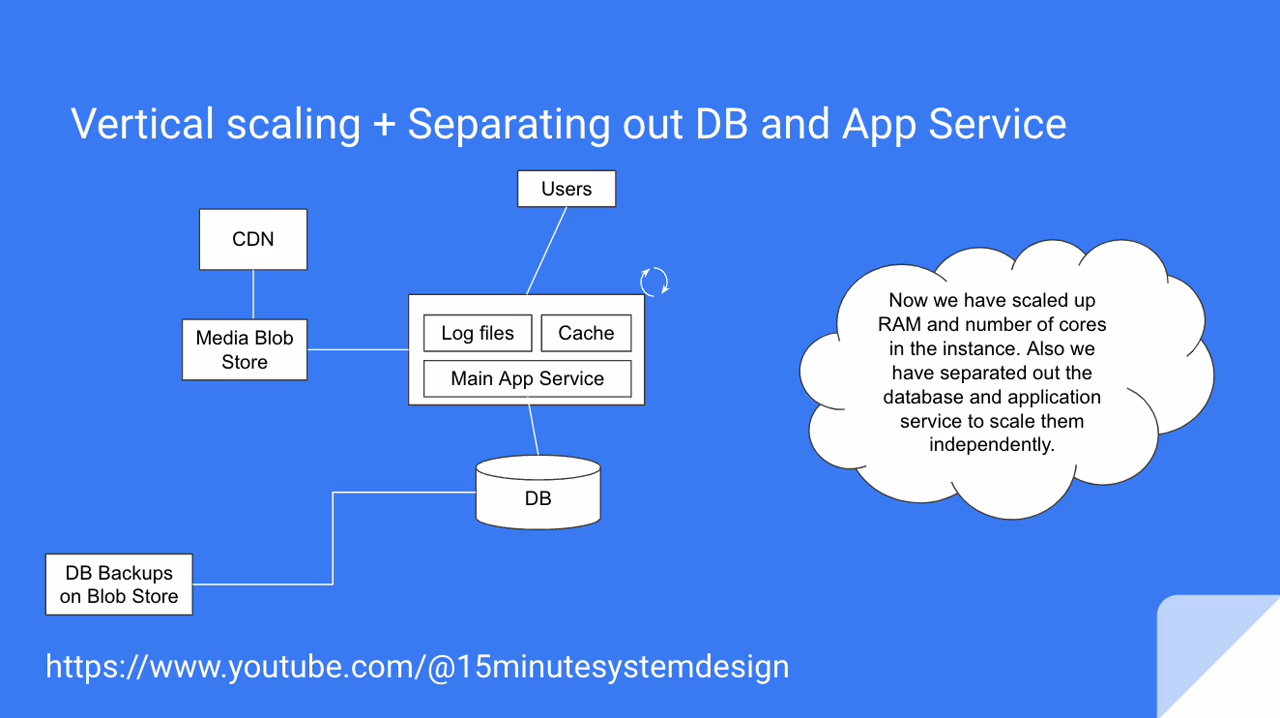 Vertical scaling + Separating out DB and App Service
Users
CDN
Media Blob
Store
Log files
Cache
Main App Service
DB
DB Backups
on Blob Store
Now we have scaled up
RAM and number of cores
in the instance. Also we
have separated out the
database and application
service to scale them
independently.
https://www.youtube.com/@15minutesystemdesign